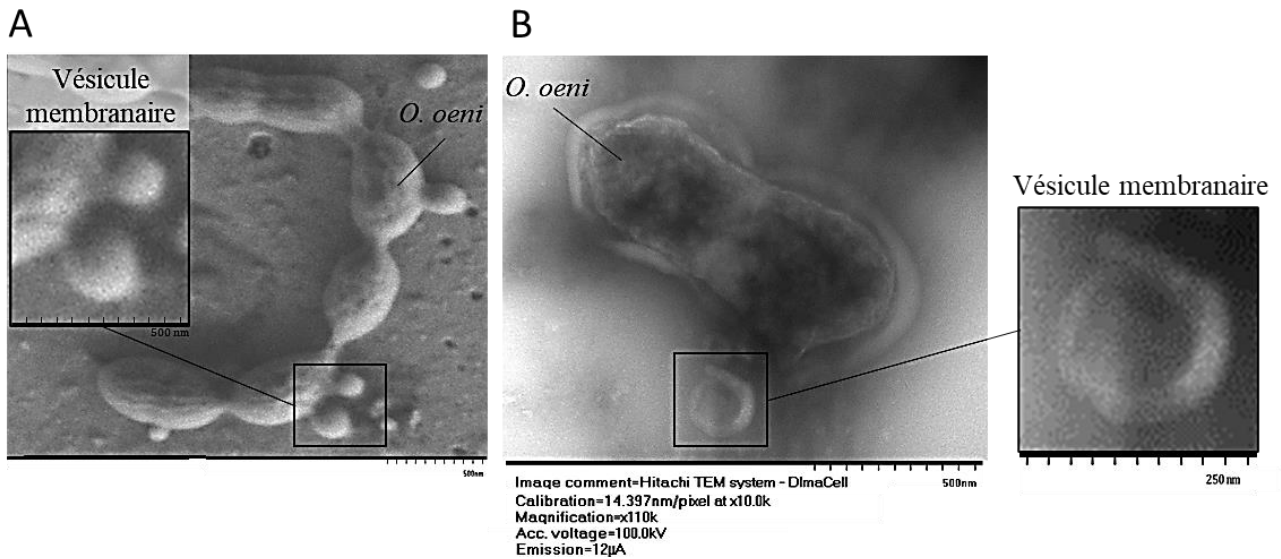 A
Vésicule
membranaire
O. oeni
500 nm
500nm
B
O. oeni
500nm
Image comment=Hitachi TEM system - DImaCell
Calibration=14.397nm/pixel at x10.0k
Magnification=x110k
Acc. voltage=100.0kV
Emission=12µA
Vésicule membranaire
250 nm